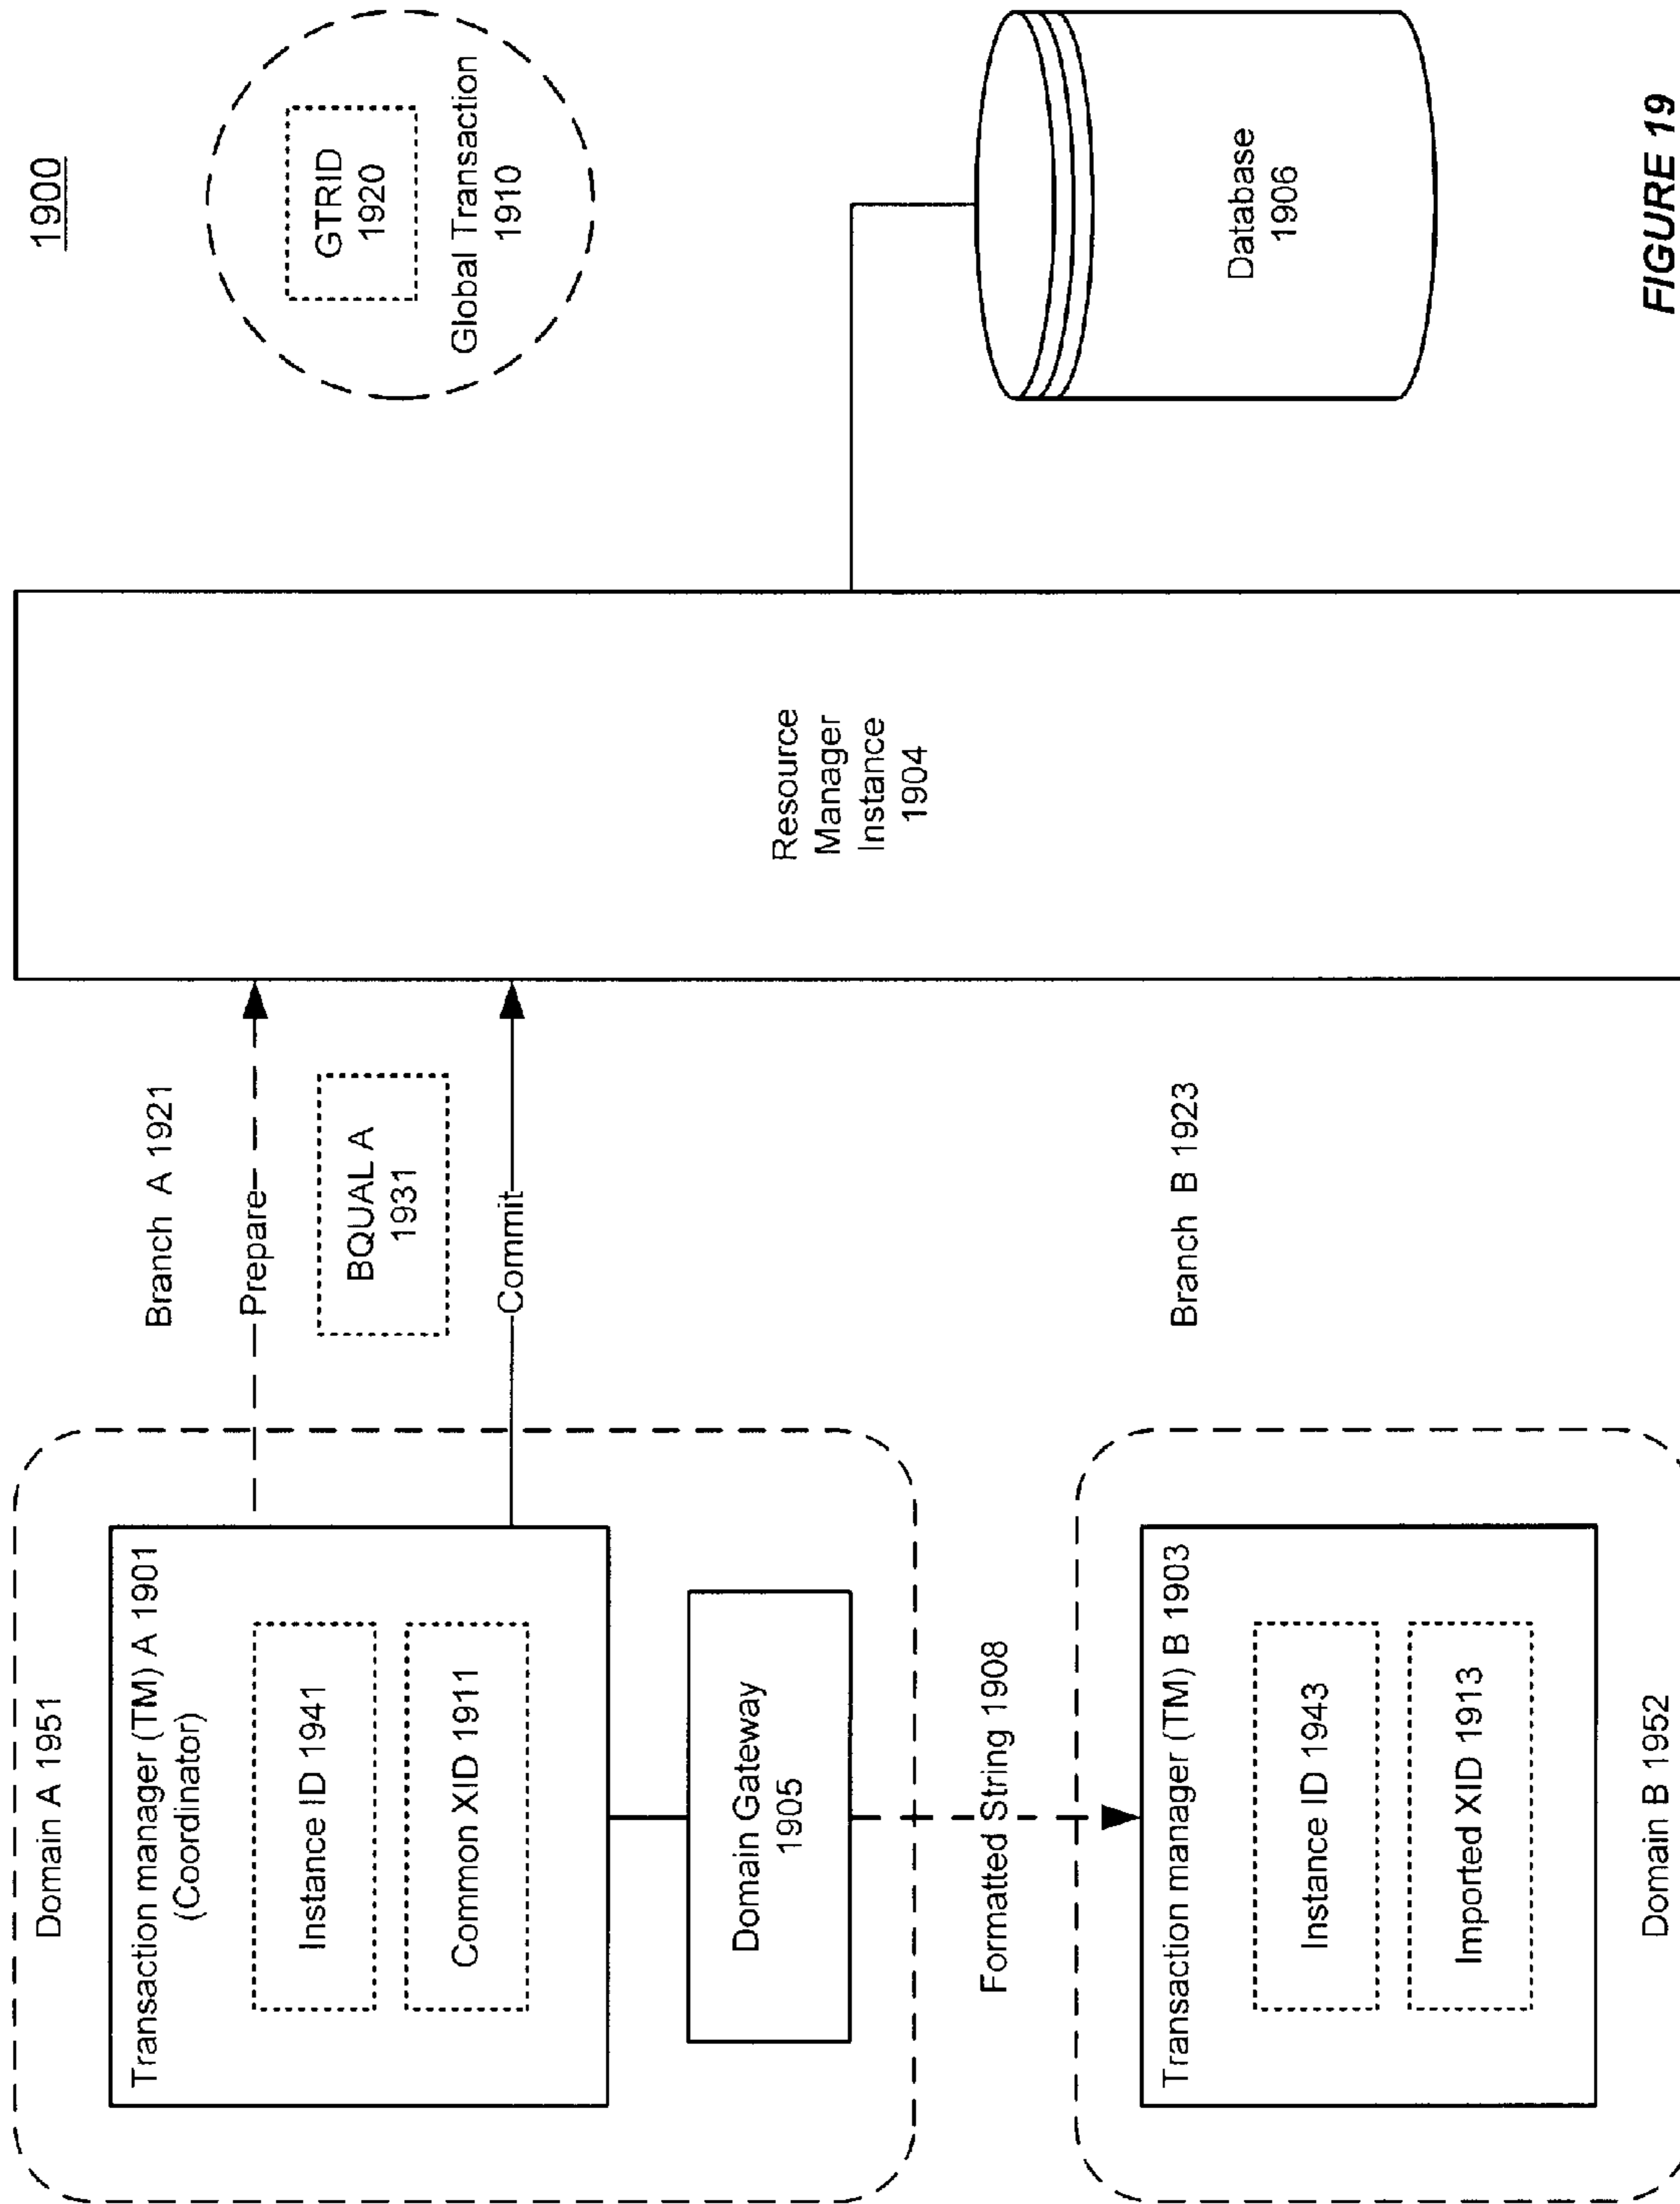 1900
Domain A 1951
Transaction manager (TM) A 1901
(Coordinator)
Instance ID 1941
Common XID 1911
Domain Gateway
1905
Branch A 1921
Prepare
BQUAL A
1931
Commit
Resource
Manager
Instance
1904
GTRID
1920
Global Transaction
1910
Database
1906
Formatted String 1908
Branch B 1923
Transaction manager (TM) B 1903
Instance ID 1943
Imported XID 1913
Domain B 1952
FIGURE 19